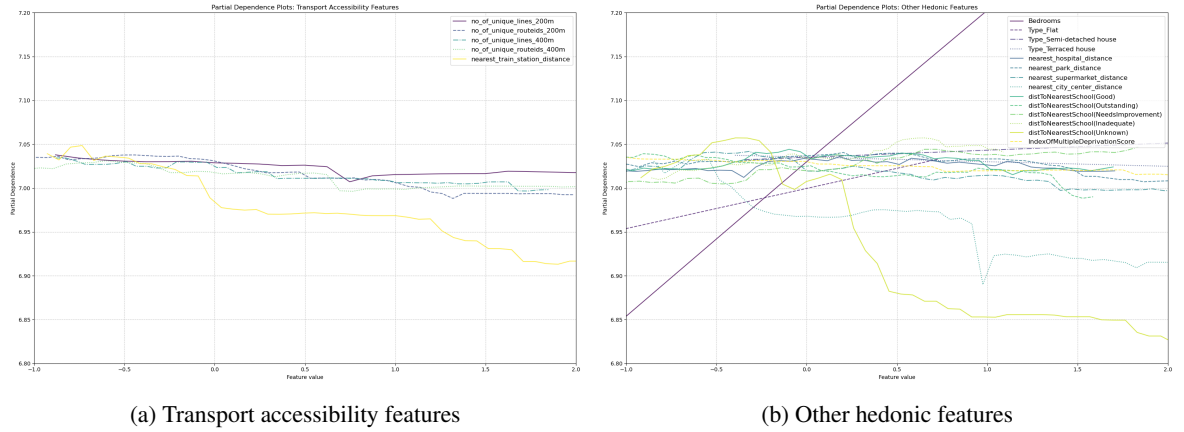 Partial Dependence Plots: Transport Accessibility Features
7.20
7.15
7.10
7.05
7.00
6.95
6.90
6.85
6.80
Partial Dependence
-1.0
-0.5
0.0
0.5
1.0
1.5
2.0
Feature value
no_of_unique_lines_200m
no_of_unique_routeids_200m
no_of_unique_lines_400m
no_of_unique_routeids_400m
nearest_train_station_distance
(a) Transport accessibility features
Partial Dependence Plots: Other Hedonic Features
7.20
7.15
7.10
7.05
7.00
6.95
6.90
6.85
6.80
Partial Dependence
-1.0
-0.5
0.0
0.5
1.0
1.5
2.0
Feature value
Bedrooms
Type_Flat
Type_Semi-detached house
Type_Terraced house
nearest_hospital_distance
nearest_park_distance
nearest_supermarket_distance
nearest_city_center_distance
distToNearestSchool(Good)
distToNearestSchool(Outstanding)
distToNearestSchool(NeedsImprovement)
distToNearestSchool(Inadequate)
distToNearestSchool(Unknown)
IndexOfMultipleDeprivationScore
(b) Other hedonic features